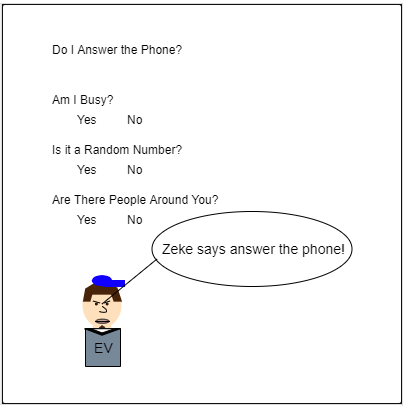 Do I Answer the Phone?
Am I Busy?
Yes No
Is it a Random Number?
Yes No
Are There People Around You?
Yes No
Zeke says answer the phone!
EV